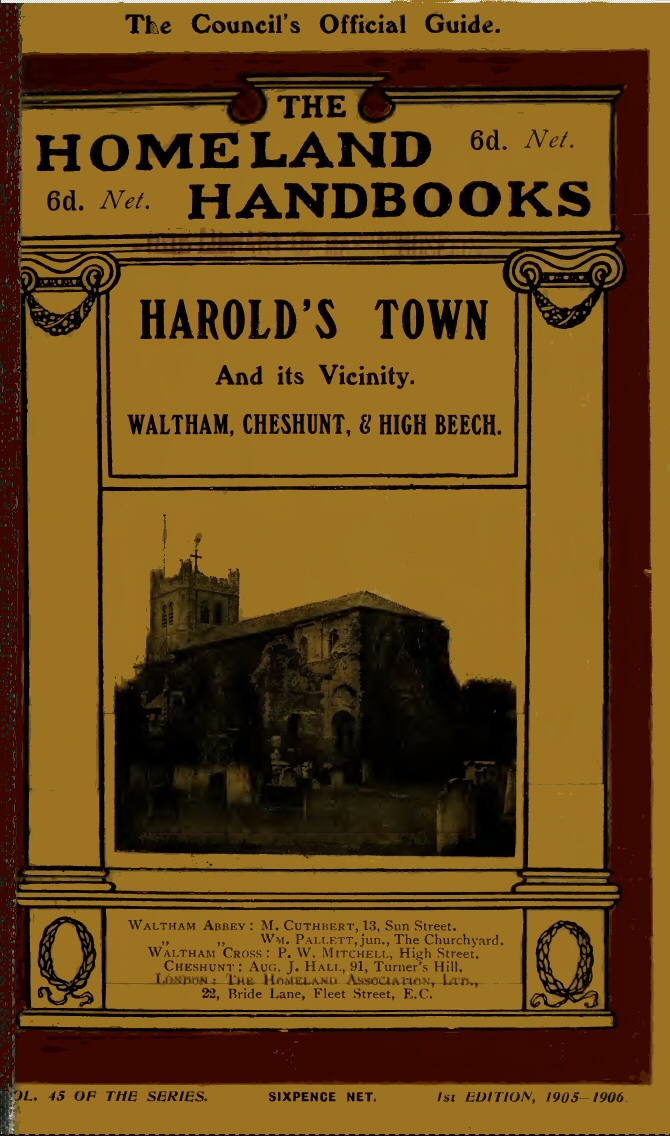 The Council's Official Guide.
THE
HOMELAND 6d. Net.
6d. Net. HANDBOOKS
HAROLD'S TOWN
And its Vicinity.
WALTHAM, CHESHUNT, & HIGH BEECH.
WALTHAM ABBEY: M. CUTHBERT, 13, Sun Street.
„ „ WM. PALLETT, jun., The Churchyard.
WALTHAM CROSS: P. W. MITCHELL, High Street.
CHESHUNT: AUG. J. HALL, 91, Turner's Hill.
LONDON: THE HOMELAND ASSOCIATION, LTD.,
22, Bride Lane, Fleet Street, E.C.
OL. 45 OF THE SERIES. SIXPENCE NET. 1st EDITION, 1905–1906